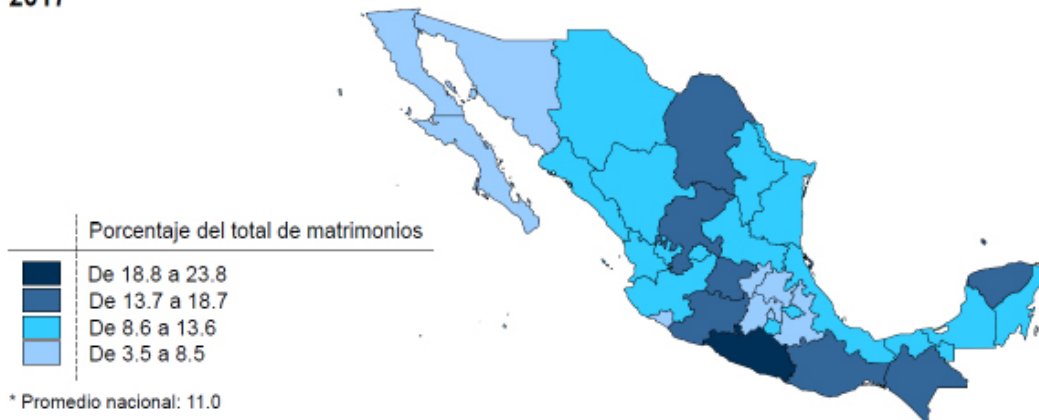 2017
Porcentaje del total de matrimonios
De 18.8 a 23.8
De 13.7 a 18.7
De 8.6 a 13.6
De 3.5 a 8.5
* Promedio nacional: 11.0